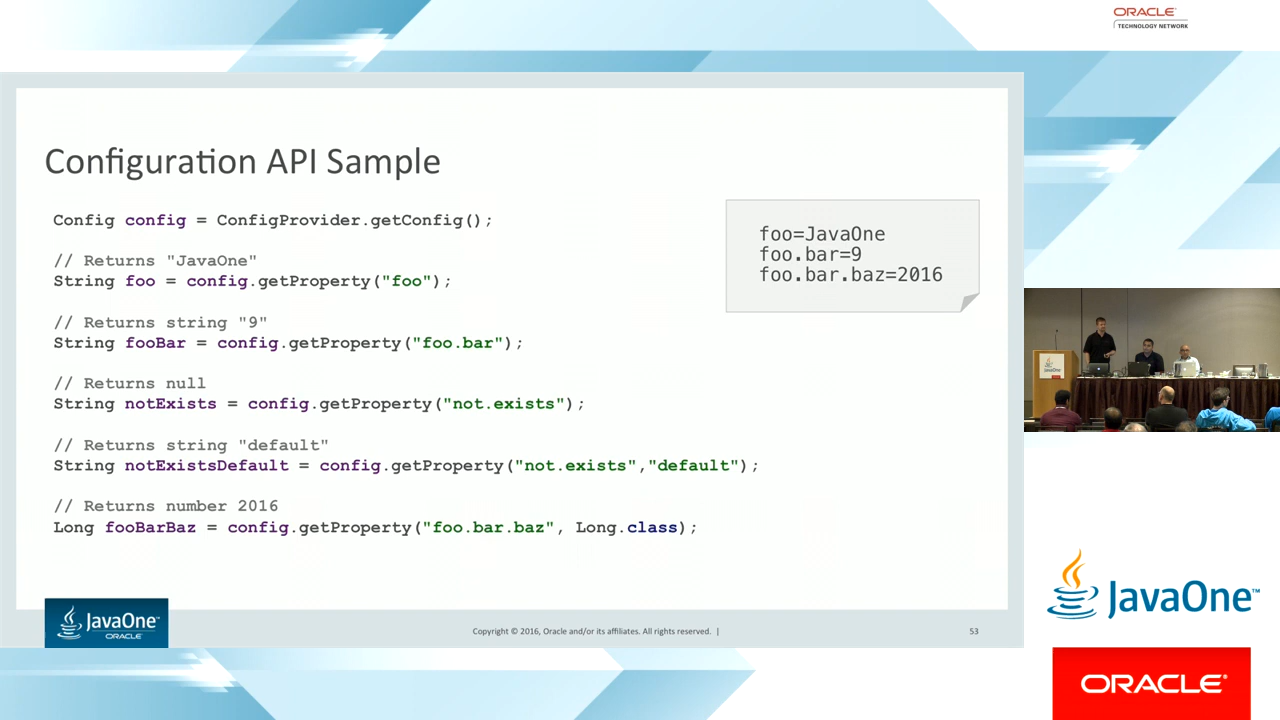 ORACLE
TECHNOLOGY NETWORK
Configuration API Sample
Config config = ConfigProvider.getConfig();
// Returns "JavaOne"
String foo = config.getProperty("foo");
// Returns string "9"
String fooBar = config.getProperty("foo.bar");
// Returns null
String notExists = config.getProperty("not.exists");
// Returns string "default"
String notExistsDefault = config.getProperty("not.exists","default");
// Returns number 2016
Long fooBarBaz = config.getProperty("foo.bar.baz", Long.class);
foo=JavaOne
foo.bar=9
foo.bar.baz=2016
JavaOne™
ORACLE
Copyright © 2016, Oracle and/or its affiliates. All rights reserved. |
53
JavaOne
JavaOne™
ORACLE®